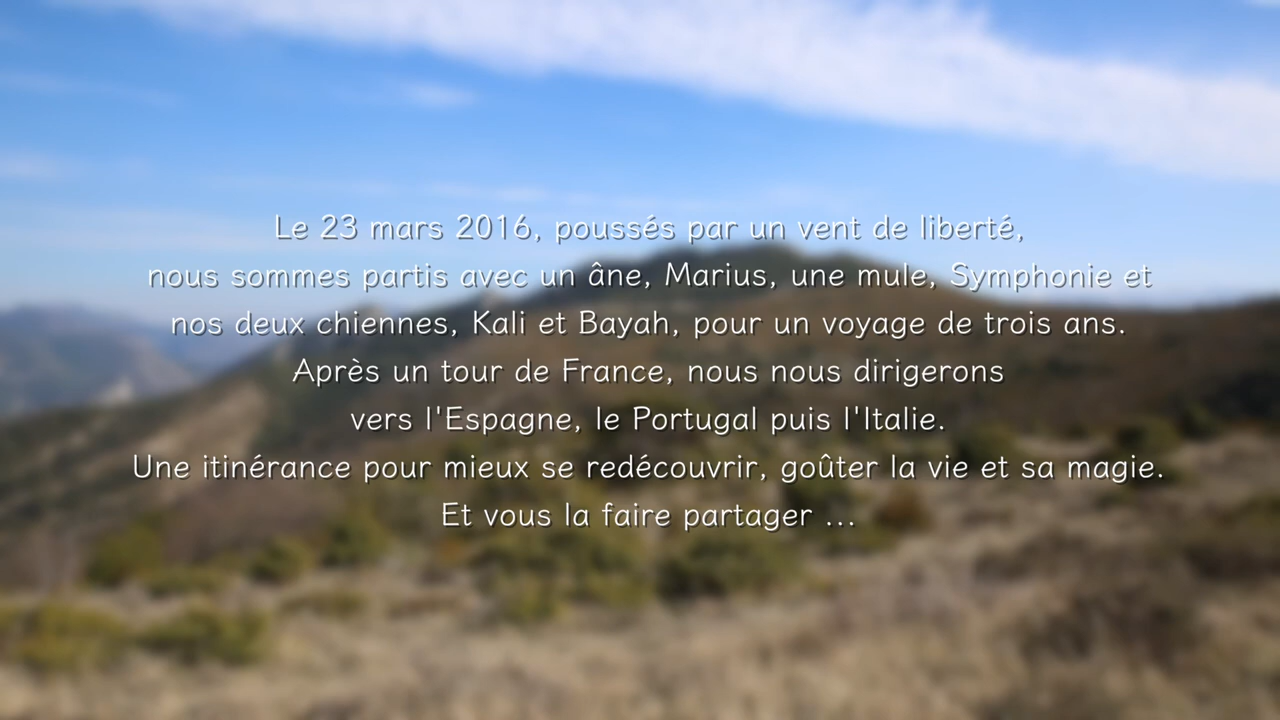 Le 23 mars 2016, poussés par un vent de liberté,
nous sommes partis avec un âne, Marius, une mule, Symphonie et
nos deux chiennes, Kali et Bayah, pour un voyage de trois ans.
Après un tour de France, nous nous dirigerons
vers l'Espagne, le Portugal puis l'Italie.
Une itinérance pour mieux se redécouvrir, goûter la vie et sa magie.
Et vous la faire partager ...